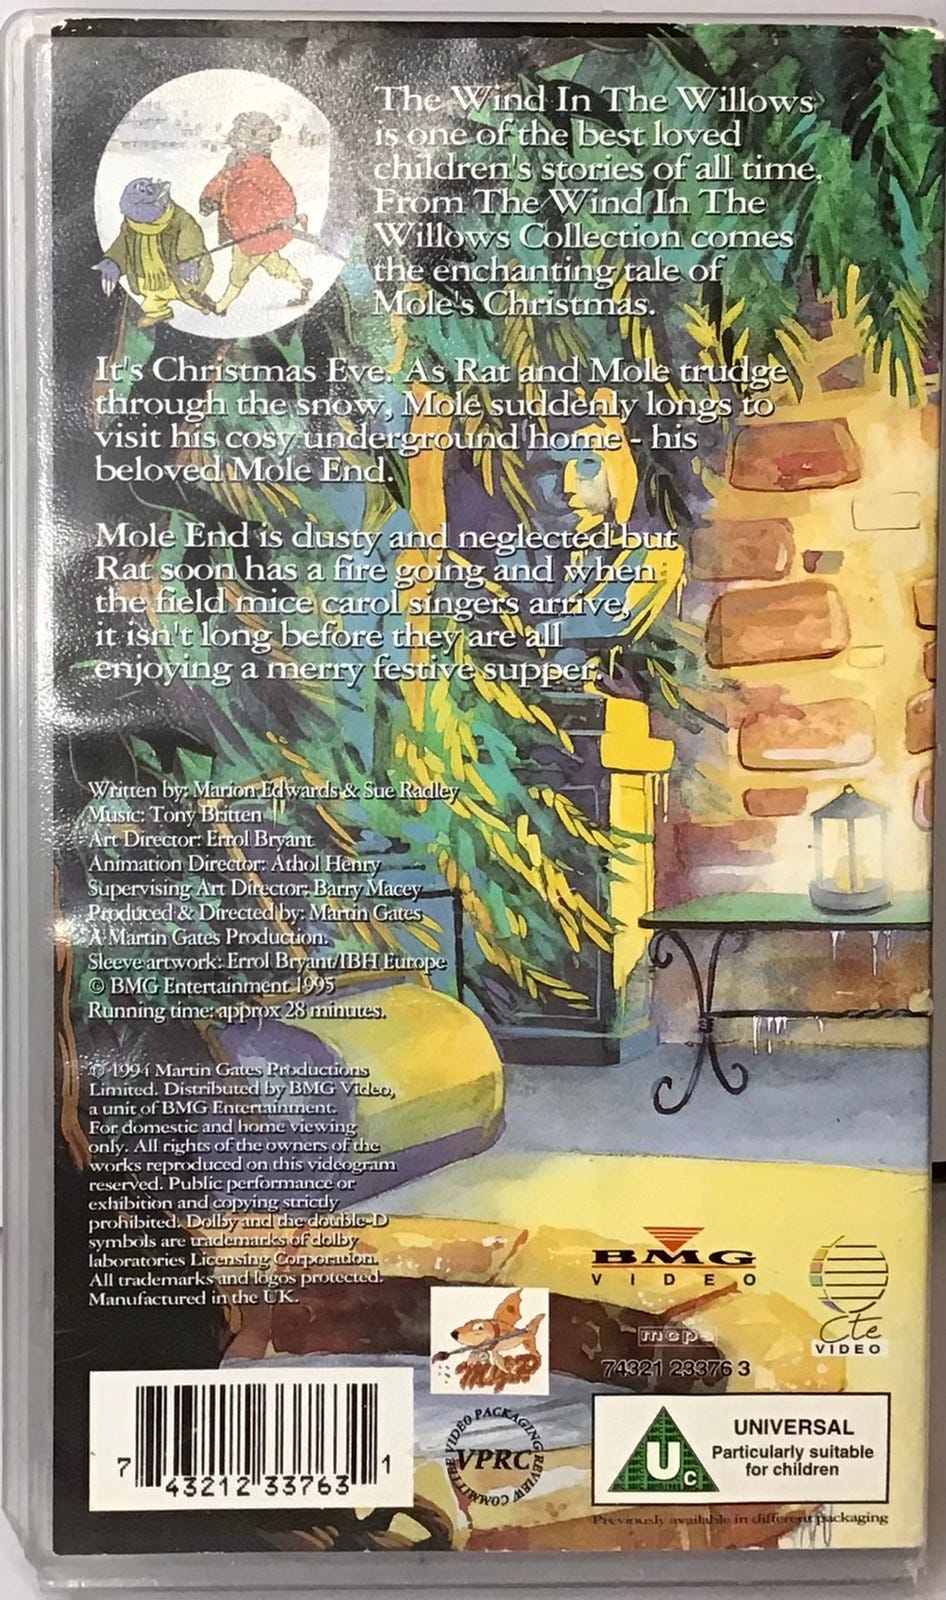 The Wind In The Willows
is one of the best loved
children's stories of all time.
From The Wind In The
Willows Collection comes
the enchanting tale of
Mole's Christmas.
It's Christmas Eve. As Rat and Mole trudge
through the snow, Mole suddenly longs to
visit his cosy underground home - his
beloved Mole End.
Mole End is dusty and neglected but
Rat soon has a fire going and when
the field mice carol singers arrive,
it isn't long before they are all
enjoying a merry festive supper.
Written by: Marion Edwards & Sue Radley
Music: Tony Britten
Art Director: Errol Bryant
Animation Director: Athol Henry
Supervising Art Director: Barry Macey
Produced & Directed by: Martin Gates
A Martin Gates Production.
Sleeve artwork: Errol Bryant/IBH Europe
© BMG Entertainment 1995
Running time: approx 28 minutes.
© 1994 Martin Gates Productions
Limited. Distributed by BMG Video,
a unit of BMG Entertainment.
For domestic and home viewing
only. All rights of the owners of the
works reproduced on this videogram
reserved. Public performance or
exhibition and copying strictly
prohibited. Dolby and the double-D
symbols are trademarks of dolby
laboratories Licensing Corporation.
All trademarks and logos protected.
Manufactured in the UK.
BMG
VIDEO
Cte
VIDEO
mcps
74321 23376 3
7 43212 33763 1
VIDEO PACKAGING REVIEW COMMITTEE
VPRC
U c
UNIVERSAL
Particularly suitable
for children
Previously available in different packaging